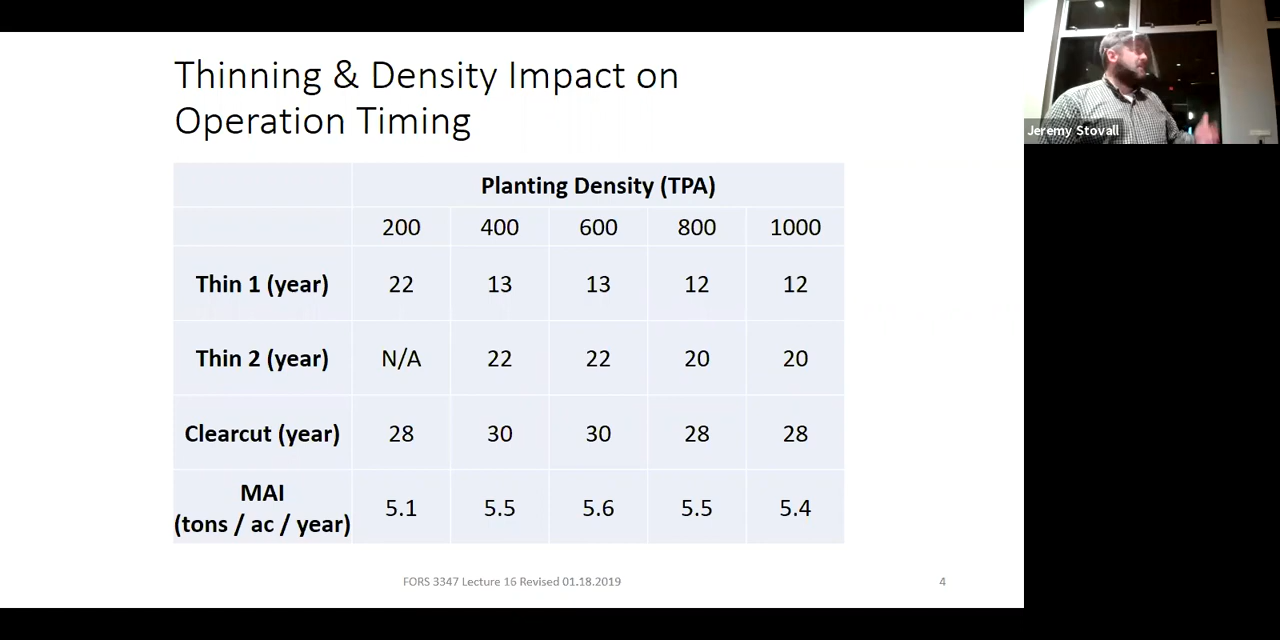 Thinning & Density Impact on
Operation Timing
Planting Density (TPA)
200 400 600 800 1000
Thin 1 (year) 22 13 13 12 12
Thin 2 (year) N/A 22 22 20 20
Clearcut (year) 28 30 30 28 28
MAI
(tons / ac / year) 5.1 5.5 5.6 5.5 5.4
FORS 3347 Lecture 16 Revised 01.18.2019 4
Jeremy Stovall